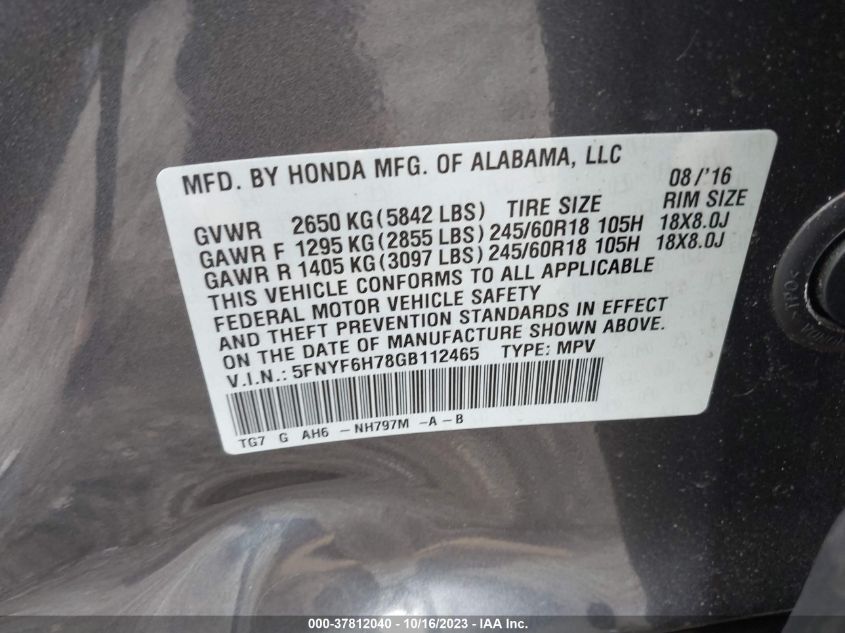 MFD. BY HONDA MFG. OF ALABAMA, LLC 08/'16
GVWR 2650 KG(5842 LBS) TIRE SIZE RIM SIZE
GAWR F 1295 KG(2855 LBS) 245/60R18 105H 18X8.0J
GAWR R 1405 KG(3097 LBS) 245/60R18 105H 18X8.0J
THIS VEHICLE CONFORMS TO ALL APPLICABLE
FEDERAL MOTOR VEHICLE SAFETY
AND THEFT PREVENTION STANDARDS IN EFFECT
ON THE DATE OF MANUFACTURE SHOWN ABOVE.
V.I.N.: 5FNYF6H78GB112465 TYPE: MPV
TG7 G AH6 -NH797M -A-B
000-37812040 - 10/16/2023 - IAA Inc.